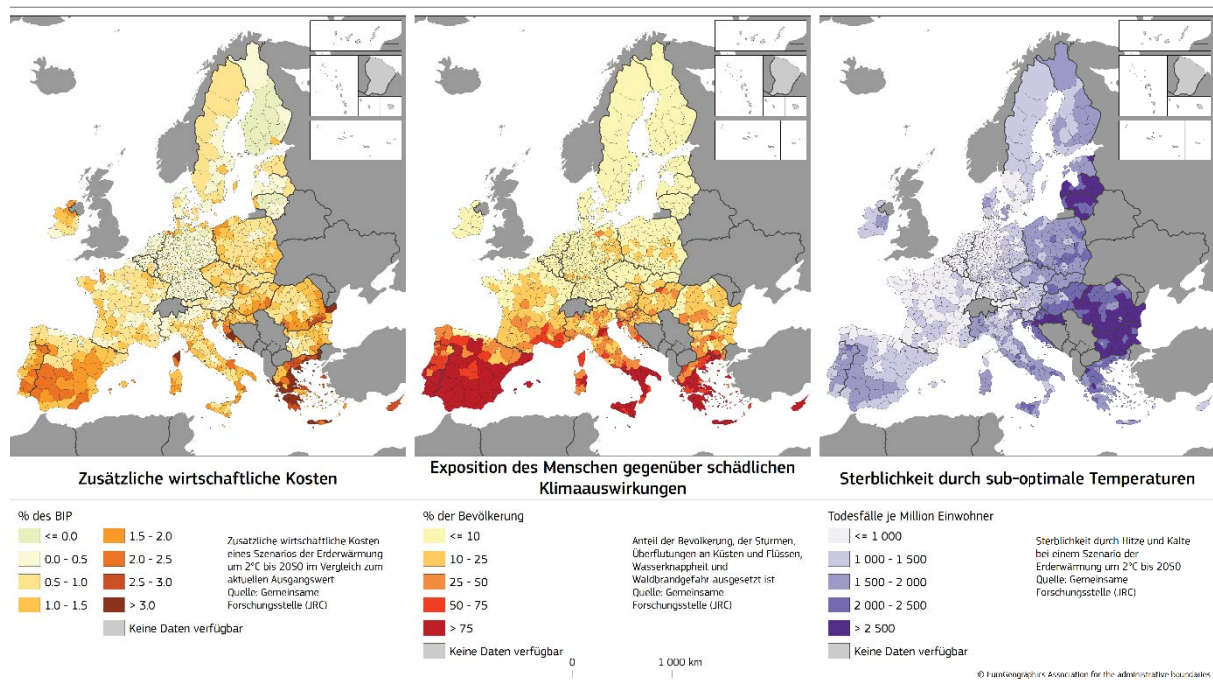 Zusätzliche wirtschaftliche Kosten
% des BIP
<= 0.0
0.0 - 0.5
0.5 - 1.0
1.0 - 1.5
1.5 - 2.0
2.0 - 2.5
2.5 - 3.0
> 3.0
Keine Daten verfügbar
Zusatzliche wirtschaftliche Kosten
eines Szenarios der Erderwärmung
um 2°C bis 2050 im Vergleich zum
aktuellen Ausgangswert
Quelle: Gemeinsame
Forschungsstelle (JRC)
Exposition des Menschen gegenüber schädlichen
Klimaauswirkungen
% der Bevölkerung
<= 10
10 - 25
25 - 50
50 - 75
> 75
Keine Daten verfügbar
Anteil der Bevolkerung, der Sturmen,
Überflutungen an Küsten und Flüssen,
Wasserknappheit und
Waldbrandgefahr ausgesetzt ist
Quelle: Gemeinsame
Forschungsstelle (JRC)
0 1 000 km
Sterblichkeit durch sub-optimale Temperaturen
Todesfälle je Million Einwohner
<= 1 000
1 000 - 1 500
1 500 - 2 000
2 000 - 2 500
> 2 500
Keine Daten verfügbar
Sterblichkeit durch Hitze und Kalte
bei einem Szenario der
Erderwärmung um 2°C bis 2050
Quelle: Gemeinsame
Forschungsstelle (JRC)
© EuroGeographics Association for the administrative boundaries